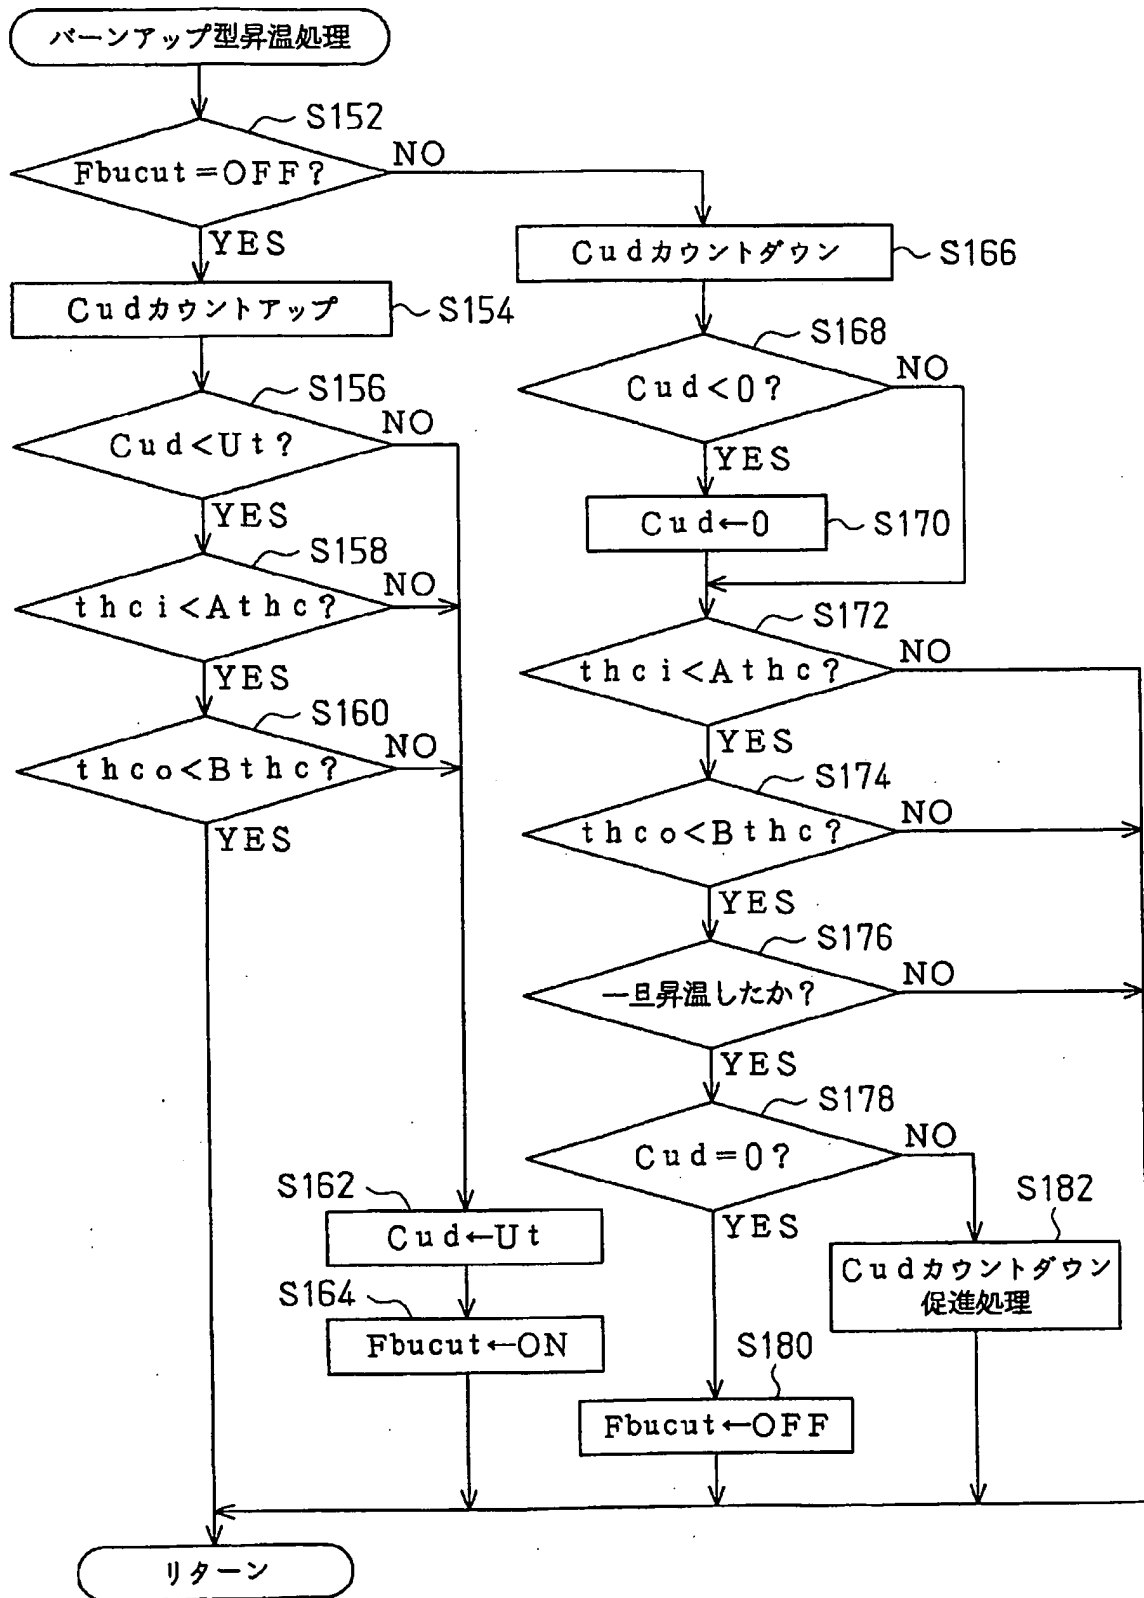 バーンアップ型昇温処理
S152
Fbucut=OFF?
NO
YES
Cudカウントアップ
S154
S156
Cud<Ut?
NO
YES
S158
thci<Athc?
NO
YES
S160
thco<Bthc?
NO
YES
S162
Cud←Ut
S164
Fbucut←ON
Cudカウントダウン
S166
S168
Cud<0?
NO
YES
Cud←0
S170
S172
thci<Athc?
NO
YES
S174
thco<Bthc?
NO
YES
S176
一旦昇温したか?
NO
YES
S178
Cud=0?
NO
YES
S182
Cudカウントダウン
促進処理
S180
Fbucut←OFF
リターン